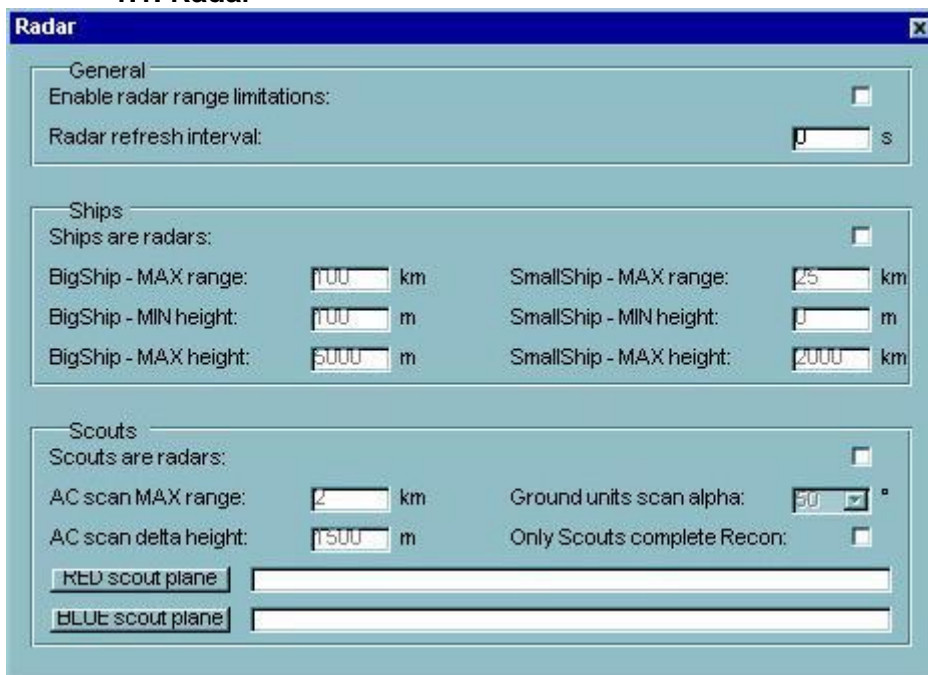 Radar
General
Enable radar range limitations:
Radar refresh interval: 0 s
Ships
Ships are radars:
BigShip - MAX range: 100 km SmallShip - MAX range: 25 km
BigShip - MIN height: 100 m SmallShip - MIN height: 0 m
BigShip - MAX height: 5000 m SmallShip - MAX height: 2000 km
Scouts
Scouts are radars:
AC scan MAX range: 2 km Ground units scan alpha: °
AC scan delta height: 1500 m Only Scouts complete Recon:
RED scout plane
BLUE scout plane